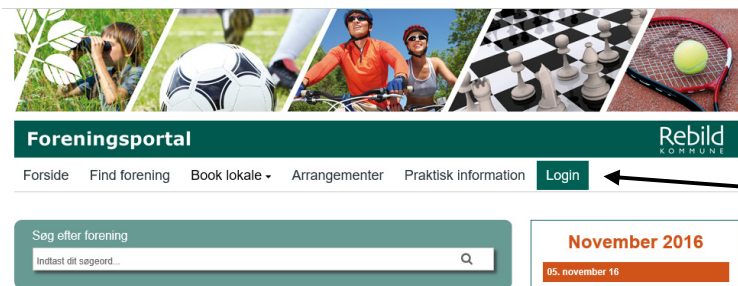 Foreningsportal
Rebild
KOMMUNE
Forside Find forening Book lokale Arrangementer Praktisk information Login
Søg efter forening
Indtast dit søgeord...
November 2016
05. november 16